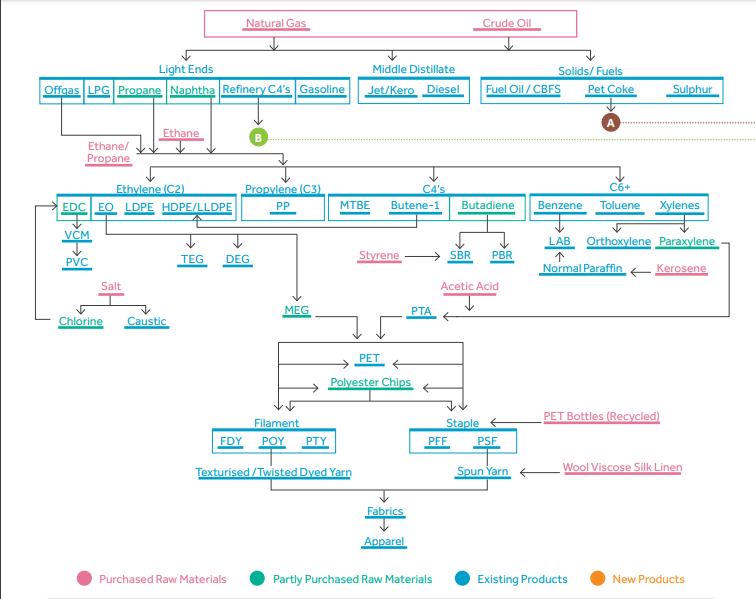 Natural Gas Crude Oil
Light Ends Middle Distillate Solids/ Fuels
Offgas LPG Propane Naphtha Refinery C4's Gasoline Jet/Kero Diesel Fuel Oil / CBFS Pet Coke Sulphur
A
Ethane B
Ethane/
Propane
Ethylene (C2) Propylene (C3) C4's C6+
EDC EO LDPE HDPE/LLDPE PP MTBE Butene-1 Butadiene Benzene Toluene Xylenes
VCM LAB Orthoxylene Paraxylene
PVC TEG DEG Styrene SBR PBR
Normal Paraffin Kerosene
Salt Acetic Acid
Chlorine Caustic MEG PTA
PET
Polyester Chips
PET Bottles (Recycled)
Filament Staple
FDY POY PTY PFF PSF
Texturised /Twisted Dyed Yarn Spun Yarn Wool Viscose Silk Linen
Fabrics
Apparel
Purchased Raw Materials Partly Purchased Raw Materials Existing Products New Products